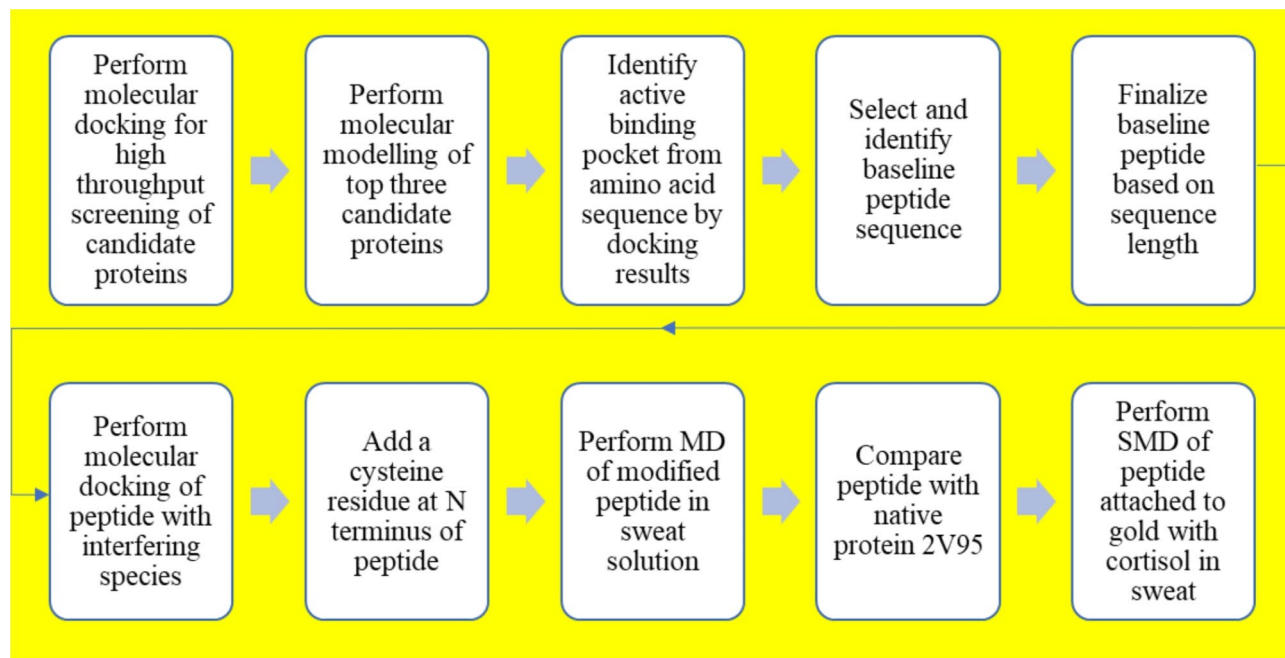 Perform
molecular
docking for
high
throughput
screening of
candidate
proteins
Perform
molecular
modelling of
top three
candidate
proteins
Identify
active
binding
pocket from
amino acid
sequence by
docking
results
Select and
identify
baseline
peptide
sequence
Finalize
baseline
peptide
based on
sequence
length
Perform
molecular
docking of
peptide with
interfering
species
Add a
cysteine
residue at N
terminus of
peptide
Perform MD
of modified
peptide in
sweat
solution
Compare
peptide with
native
protein 2V95
Perform
SMD of
peptide
attached to
gold with
cortisol in
sweat